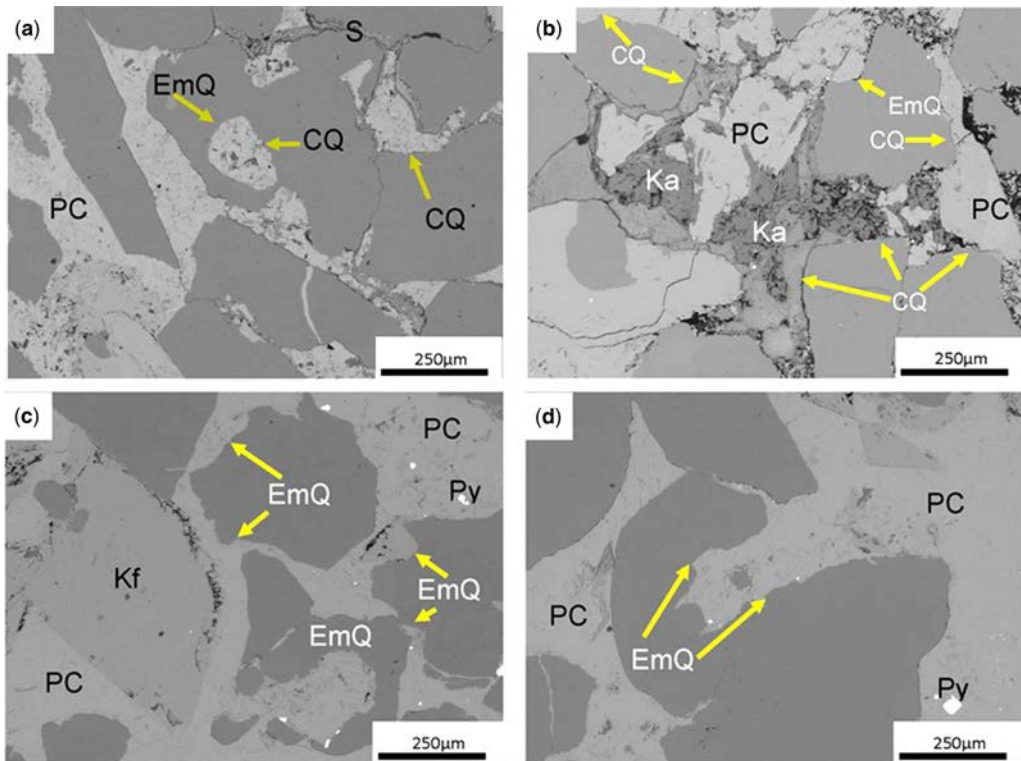 (a)
S
EmQ
CQ
PC
CQ
250μm
(b)
CQ
EmQ
CQ
PC
Ka
PC
Ka
CQ
250μm
(c)
PC
EmQ
Py
Kf
EmQ
EmQ
PC
250μm
(d)
PC
PC
EmQ
Py
250μm